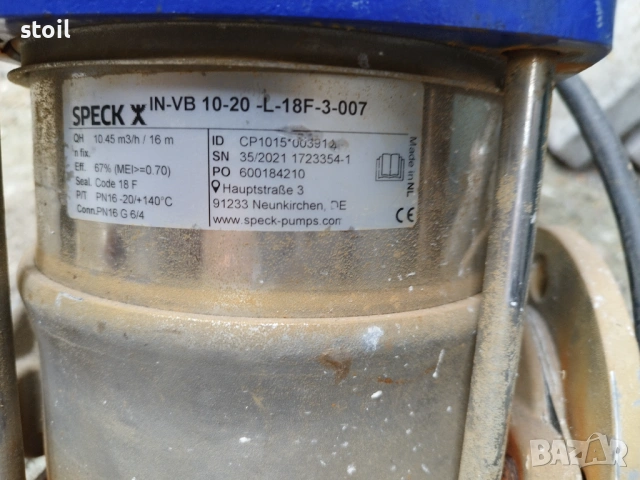 stoil
SPECK IN-VB 10-20 -L-18F-3-007
QH 10.45 m3/h / 16 m
n fix.
Eff. 67% (MEI>=0.70)
Seal. Code 18 F
P/T PN16 -20/+140°C
Conn.PN16 G 6/4
ID CP1015*003912
SN 35/2021 1723354-1
PO 600184210
Hauptstraße 3
91233 Neunkirchen, DE
www.speck-pumps.com
Made in NL
CE
BAZAR